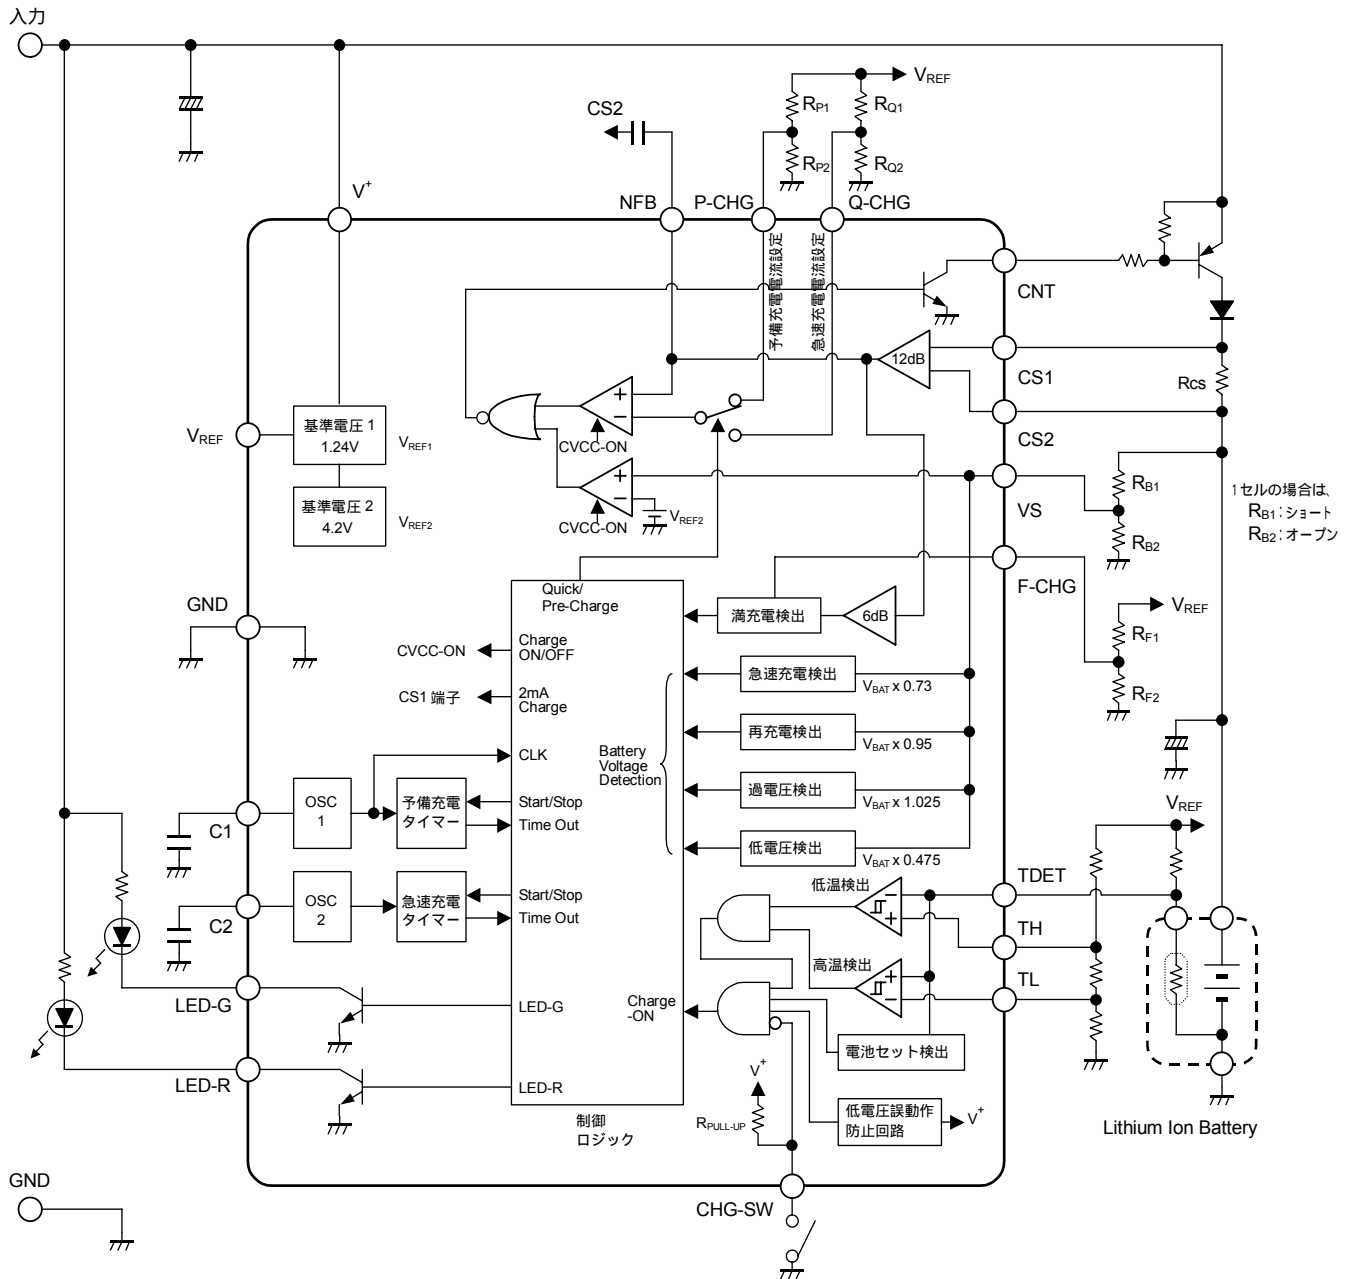 入力
V+
CS2
RP1
RP2
RQ1
RQ2
VREF
NFB
P-CHG
Q-CHG
予備充電電流設定
急速充電電流設定
CNT
12dB
CS1
Rcs
CS2
VREF
基準電圧 1
1.24V
VREF1
基準電圧 2
4.2V
VREF2
CVCC-ON
CVCC-ON
VREF2
VS
RB1
RB2
1セルの場合は、
RB1:ショート
RB2:オープン
F-CHG
VREF
RF1
RF2
GND
Quick/
Pre-Charge
満充電検出
6dB
CVCC-ON
Charge
ON/OFF
CS1 端子
2mA
Charge
急速充電検出
VBAT x 0.73
再充電検出
VBAT x 0.95
過電圧検出
VBAT x 1.025
低電圧検出
VBAT x 0.475
Battery
Voltage
Detection
CLK
C1
OSC
1
予備充電
タイマー
Start/Stop
Time Out
C2
OSC
2
急速充電
タイマー
Start/Stop
Time Out
VREF
低温検出
TDET
TH
高温検出
TL
LED-G
LED-G
Charge
-ON
電池セット検出
LED-R
LED-R
V+
RPULL-UP
低電圧誤動作
防止回路
V+
制御
ロジック
Lithium Ion Battery
GND
CHG-SW